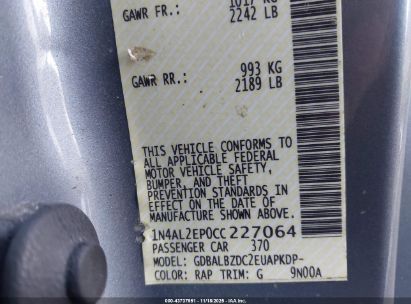 1017 KG
GAWR FR.: 2242 LB
993 KG
GAWR RR.: 2189 LB
THIS VEHICLE CONFORMS TO
ALL APPLICABLE FEDERAL
MOTOR VEHICLE SAFETY,
BUMPER, AND THEFT
PREVENTION STANDARDS IN
EFFECT ON THE DATE OF
MANUFACTURE SHOWN ABOVE.
1N4AL2EP0CC227064
PASSENGER CAR 370
MODEL: GDBALBZDC2EUAPKDP-
COLOR: RAP TRIM: G 9N00A